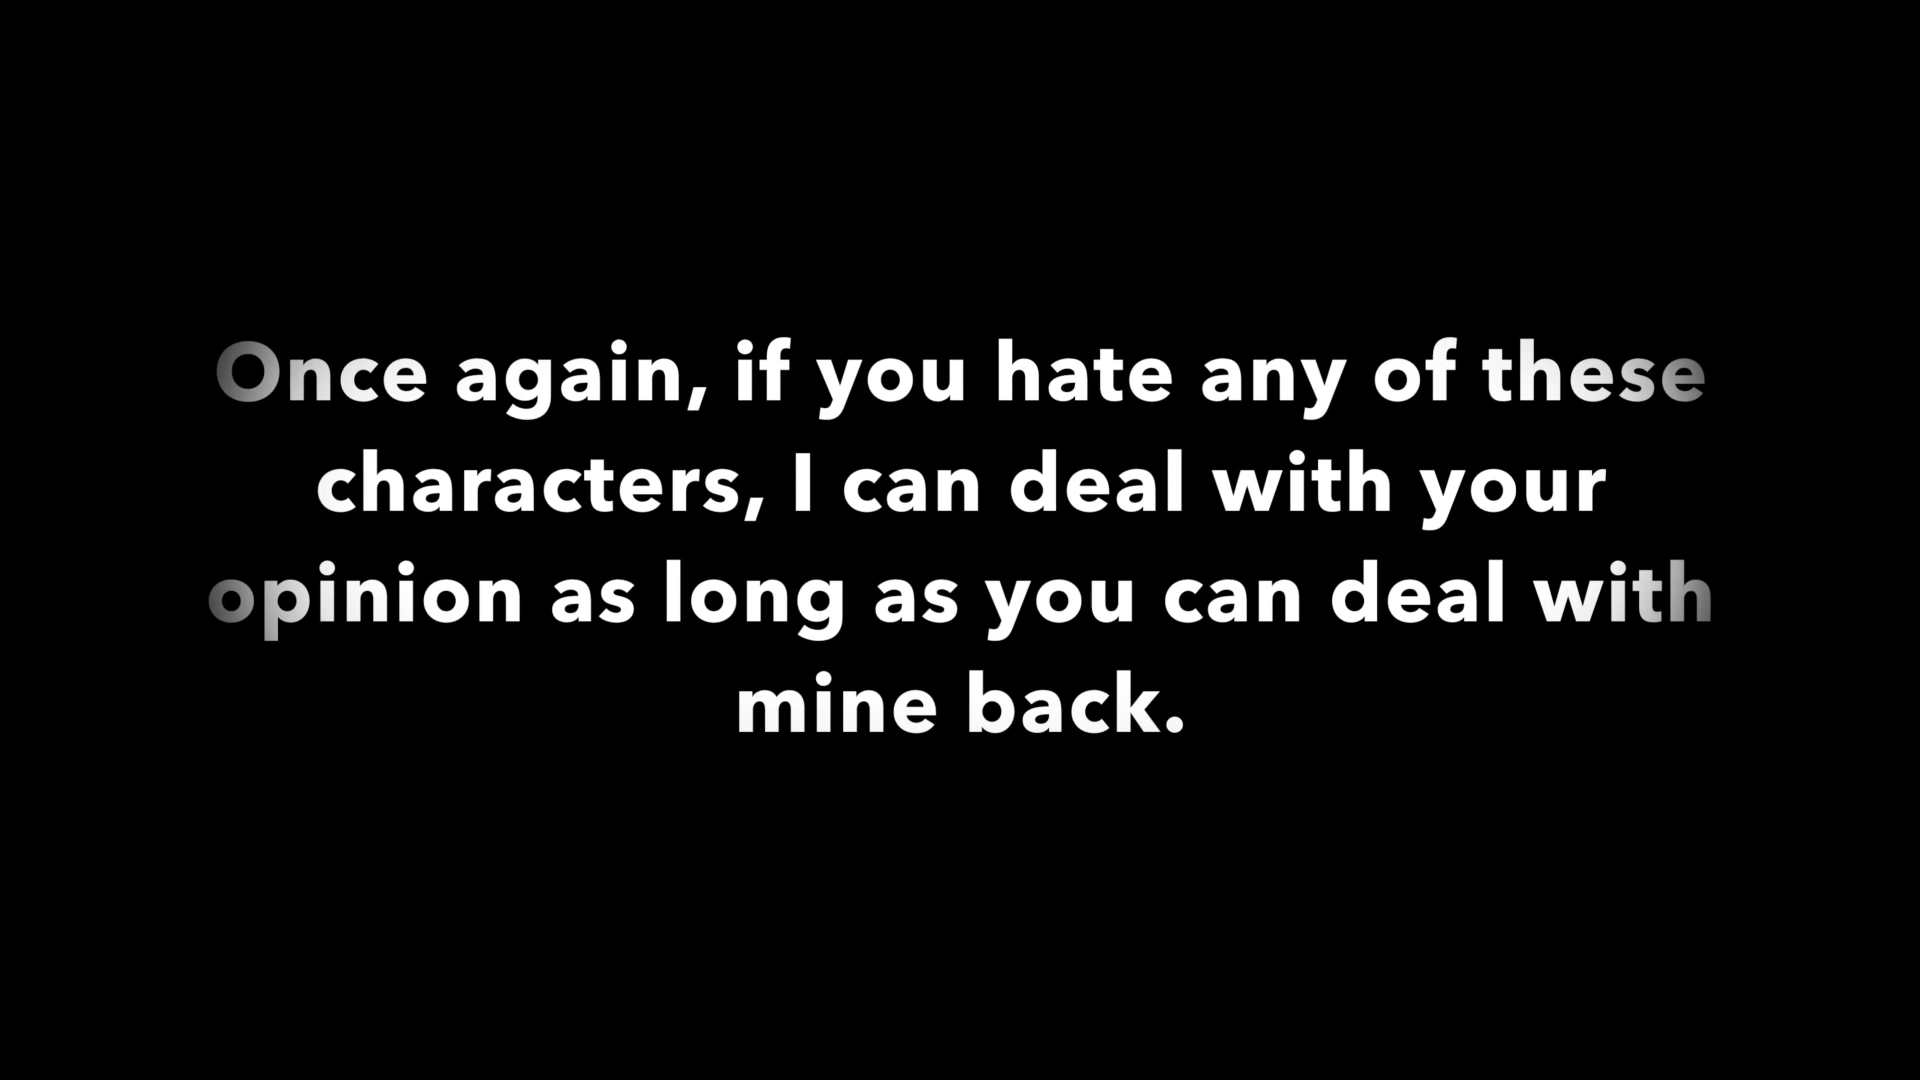 Once again, if you hate any of these
characters, I can deal with your
opinion as long as you can deal with
mine back.